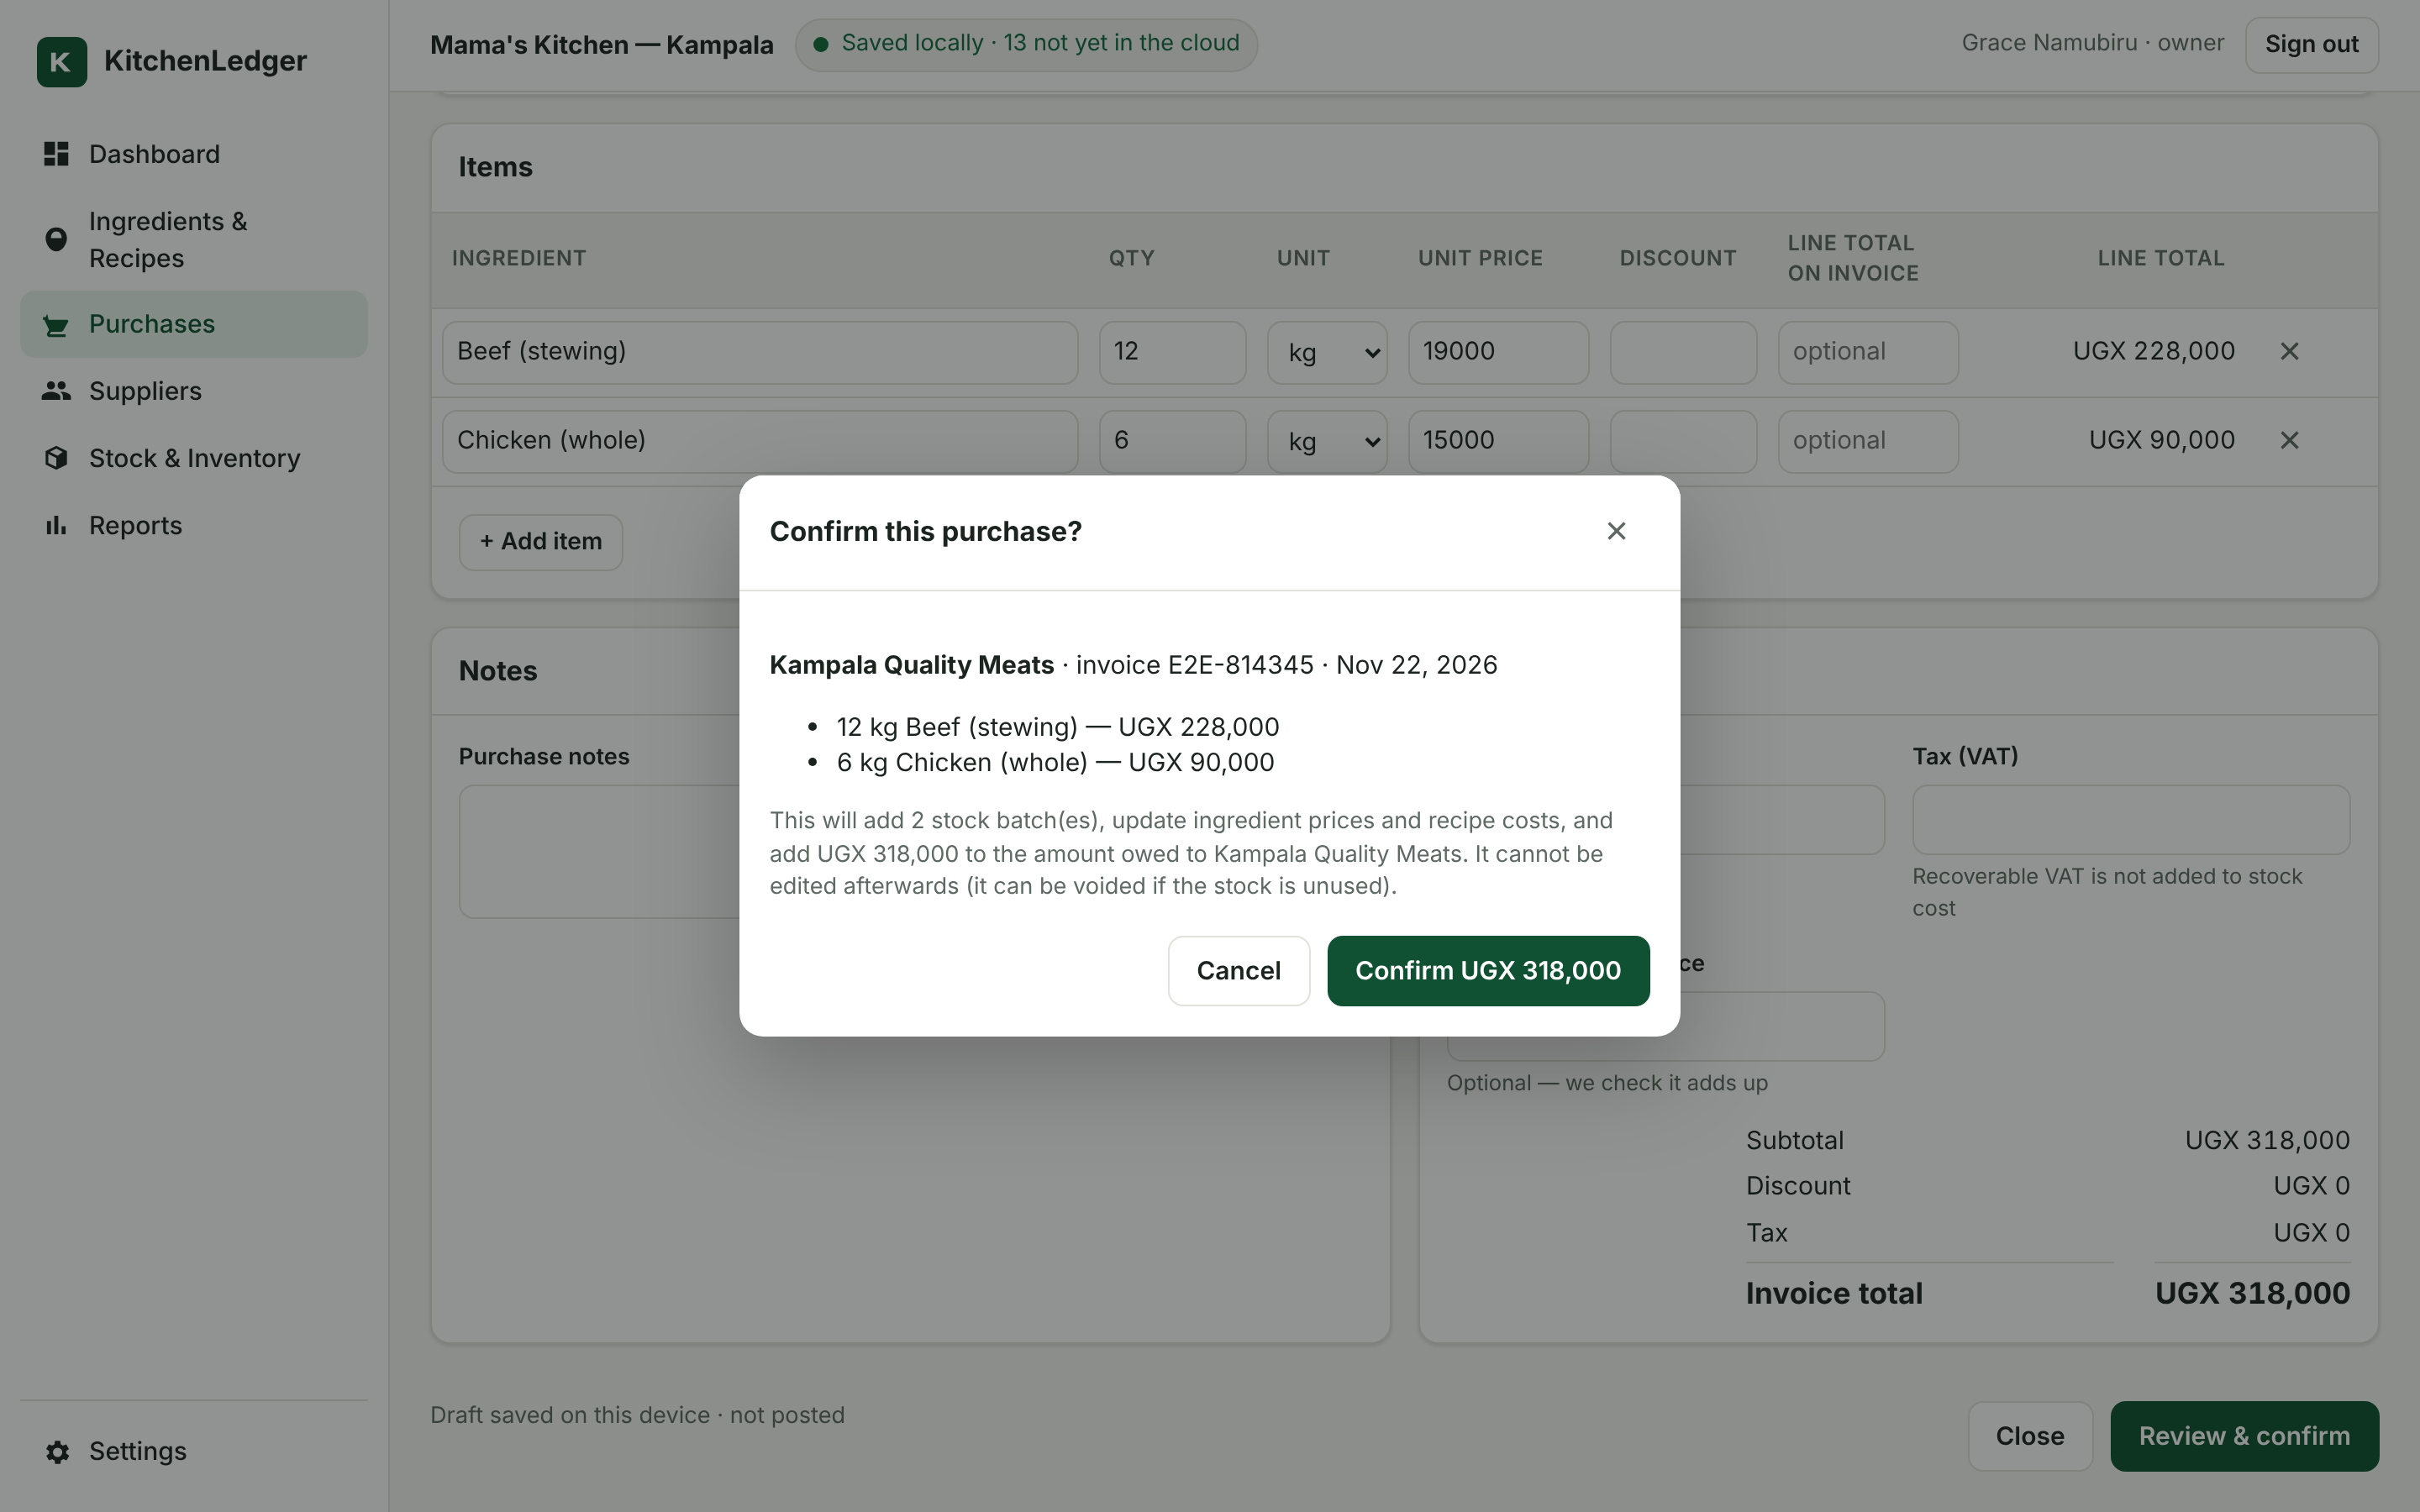 K KitchenLedger
Dashboard
Ingredients &
Recipes
Purchases
Suppliers
Stock & Inventory
Reports
Settings
Mama's Kitchen — Kampala
Saved locally · 13 not yet in the cloud
Grace Namubiru · owner
Sign out
Items
INGREDIENT QTY UNIT UNIT PRICE DISCOUNT LINE TOTAL ON INVOICE LINE TOTAL
Beef (stewing) 12 kg 19000 optional UGX 228,000 ✕
Chicken (whole) 6 kg 15000 optional UGX 90,000 ✕
+ Add item
Confirm this purchase? ✕
Kampala Quality Meats · invoice E2E-814345 · Nov 22, 2026
• 12 kg Beef (stewing) — UGX 228,000
• 6 kg Chicken (whole) — UGX 90,000
This will add 2 stock batch(es), update ingredient prices and recipe costs, and
add UGX 318,000 to the amount owed to Kampala Quality Meats. It cannot be
edited afterwards (it can be voided if the stock is unused).
Cancel
Confirm UGX 318,000
Notes
Purchase notes
Tax (VAT)
Recoverable VAT is not added to stock
cost
Optional — we check it adds up
Subtotal UGX 318,000
Discount UGX 0
Tax UGX 0
Invoice total UGX 318,000
Draft saved on this device · not posted
Close
Review & confirm